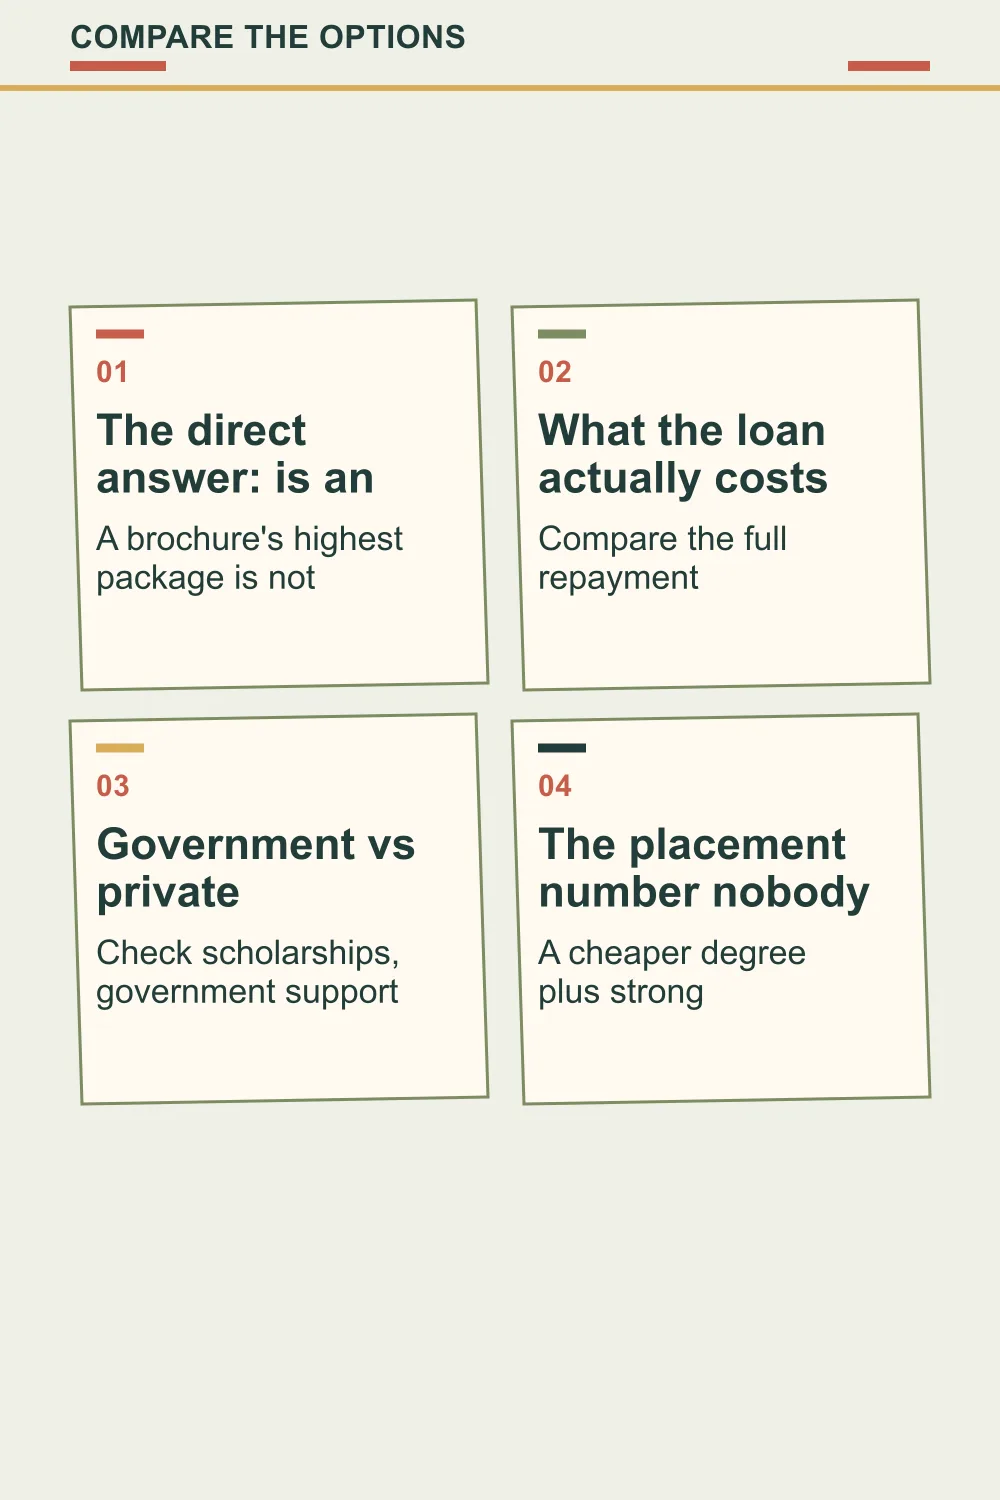 COMPARE THE OPTIONS
01
The direct
answer: is an
A brochure's highest
package is not
02
What the loan
actually costs
Compare the full
repayment
03
Government vs
private
Check scholarships,
government support
04
The placement
number nobody
A cheaper degree
plus strong